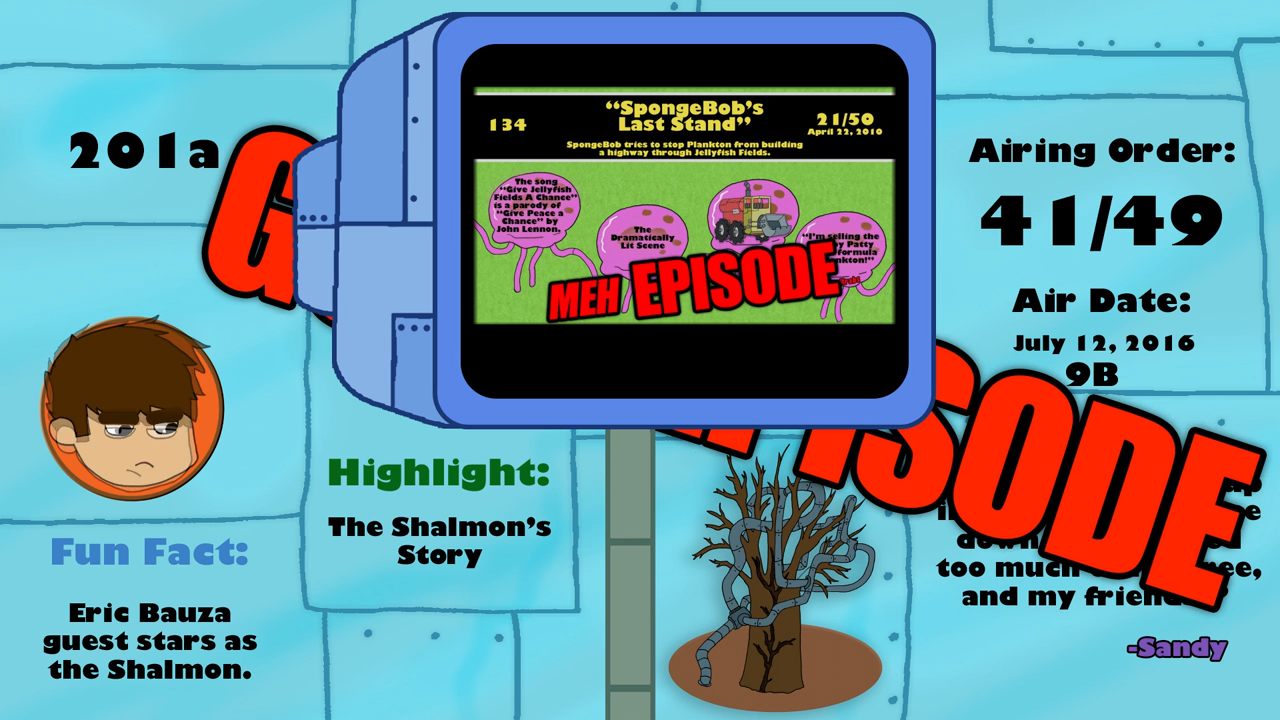 201a
G
Fun Fact:
Eric Bauza
guest stars as
the Shalmon.
Highlight:
The Shalmon's
Story
134
“SpongeBob's
Last Stand”
21/50
April 22, 2010
SpongeBob tries to stop Plankton from building
a highway through Jellyfish Fields.
The song
“Give Jellyfish
Fields A Chance”
is a parody of
“Give Peace a
Chance” by
John Lennon.
The
Dramatically
Lit Scene
“I'm selling the
by Patty
formula
MEH EPISODE
Airing Order:
41/49
Air Date:
July 12, 2016
9B
EPISODE
down
too much
and my friend
-Sandy